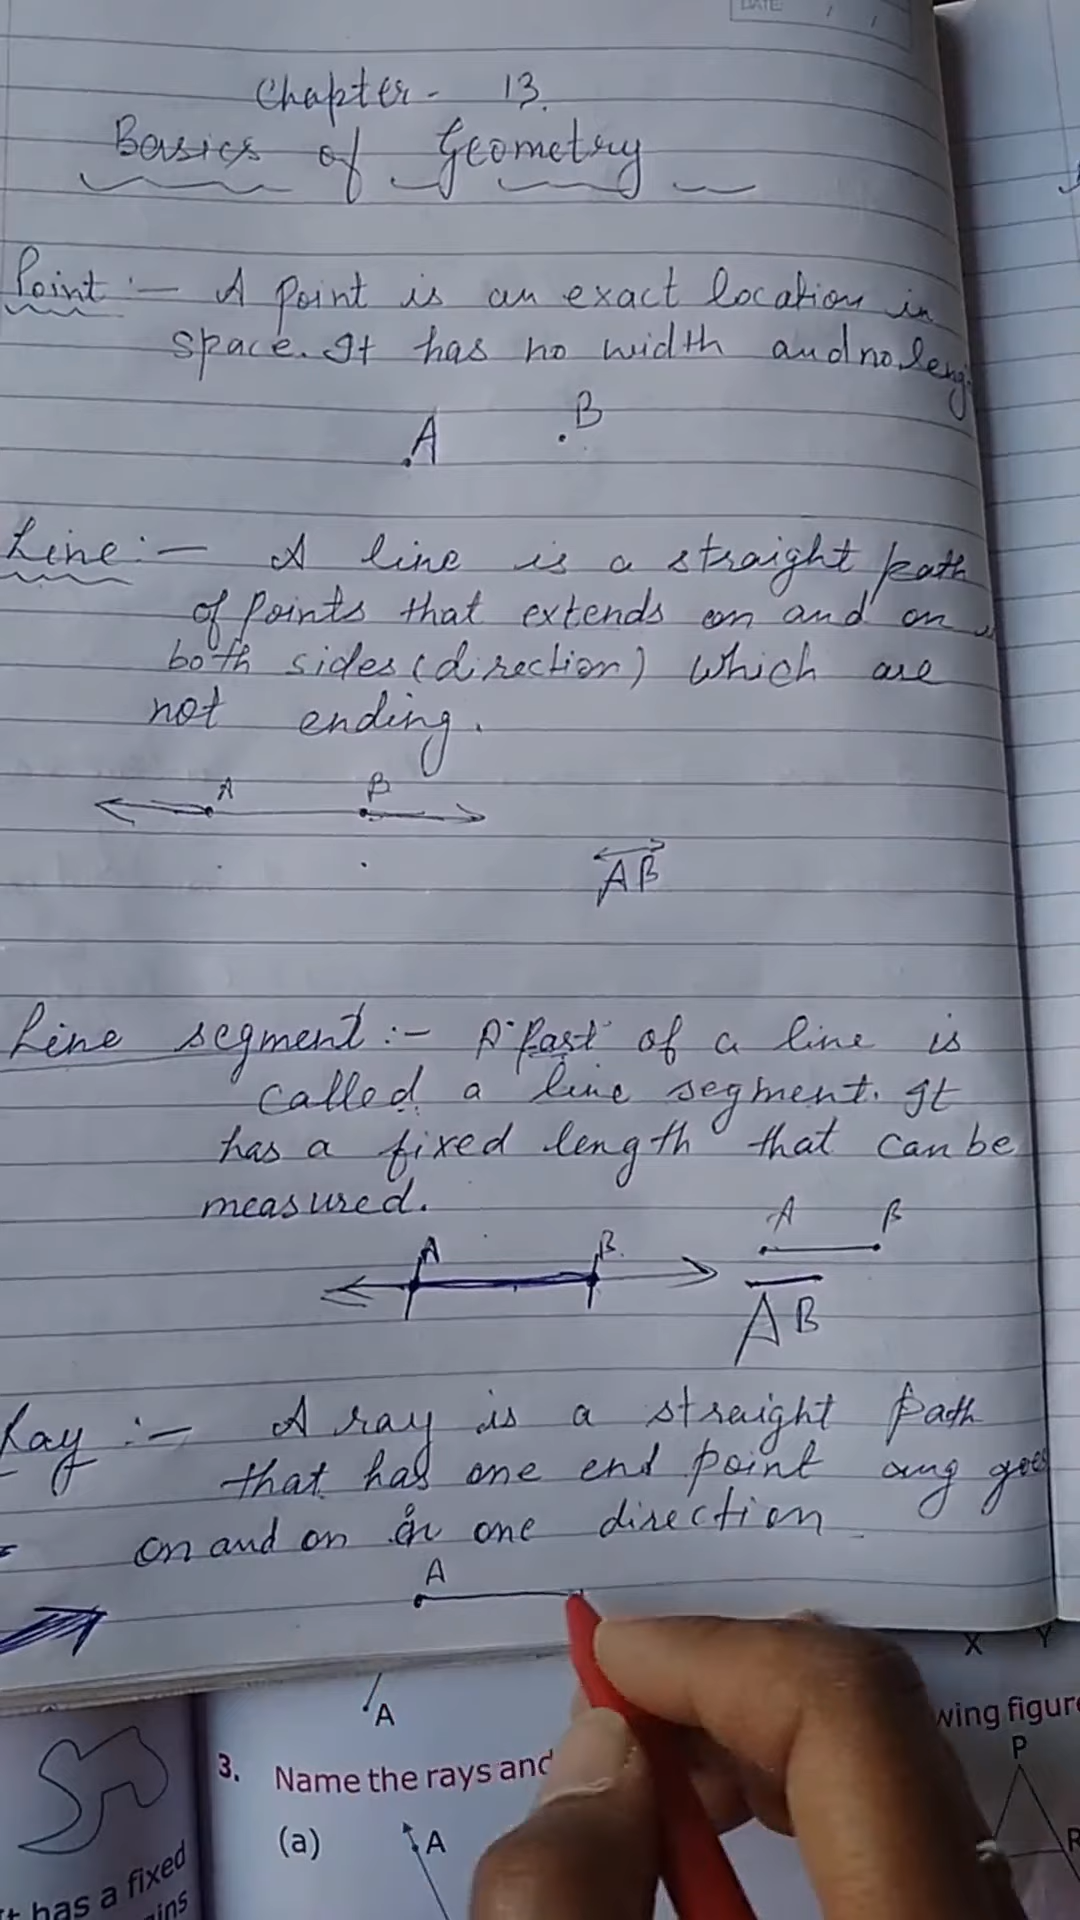 DATE: / /
Chapter - 13.
Basics of Geometry
Point :- A point is an exact location in
space. It has no width and no leng
A B
Line :- A line is a straight path
of points that extends on and on
both sides (direction) which are
not ending.
A B
AB
Line segment :- A part of a line is
called a line segment. It
has a fixed length that can be
measured.
A B
A B
AB
Ray :- A ray is a straight path
that has one end point ang goes
on and on in one direction
A
X Y
A
3. Name the rays and
wing figure
P
(a) A
R
It has a fixed